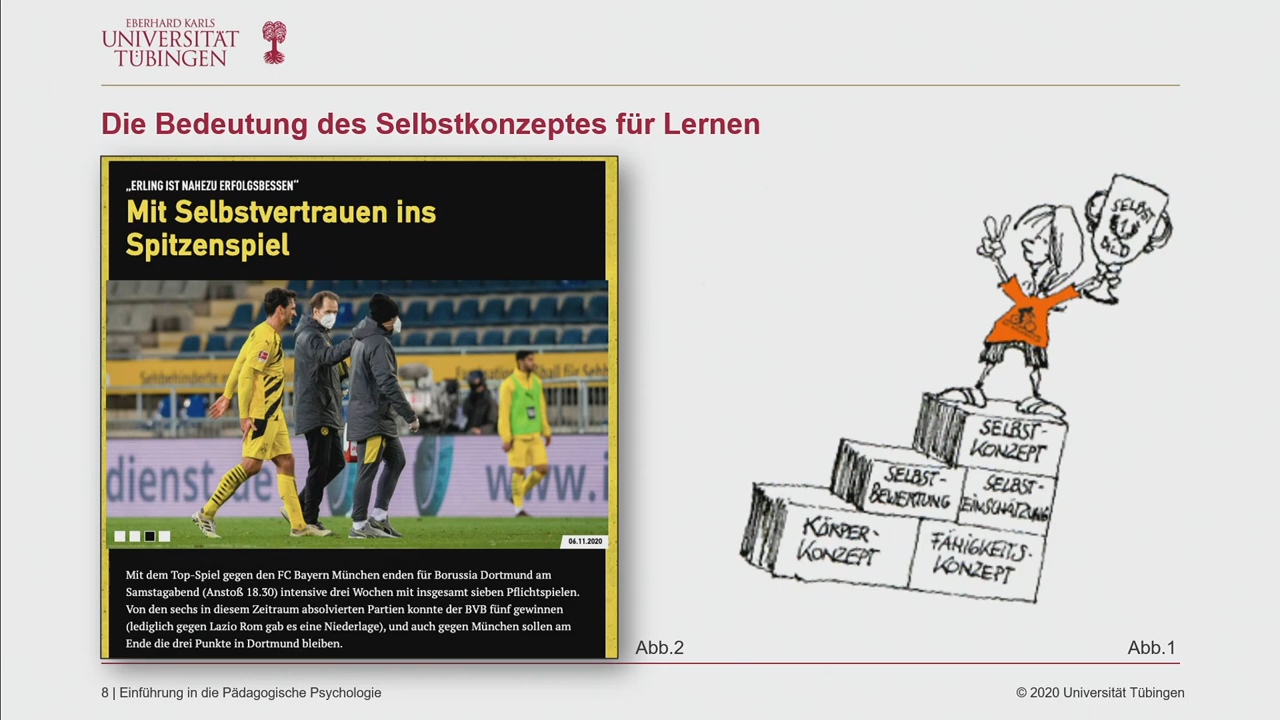 EBERHARD KARLS
UNIVERSITÄT
TÜBINGEN
Die Bedeutung des Selbstkonzeptes für Lernen
„ERLING IST NAHEZU ERFOLGSBESSEN“
Mit Selbstvertrauen ins
Spitzenspiel
Sehbehinderte
dienst.de
www.i
06.11.2020
Mit dem Top-Spiel gegen den FC Bayern München enden für Borussia Dortmund am
Samstagabend (Anstoß 18.30) intensive drei Wochen mit insgesamt sieben Pflichtspielen.
Von den sechs in diesem Zeitraum absolvierten Partien konnte der BVB fünf gewinnen
(lediglich gegen Lazio Rom gab es eine Niederlage), und auch gegen München sollen am
Ende die drei Punkte in Dortmund bleiben.
SELBST
1
BILD
SELBST-
KONZEPT
SELBST-
BEWERTUNG
SELBST-
EINSCHÄTZUNG
KÖRPER-
KONZEPT
FÄHIGKEITS-
KONZEPT
Abb.2
Abb.1
8 | Einführung in die Pädagogische Psychologie
© 2020 Universität Tübingen